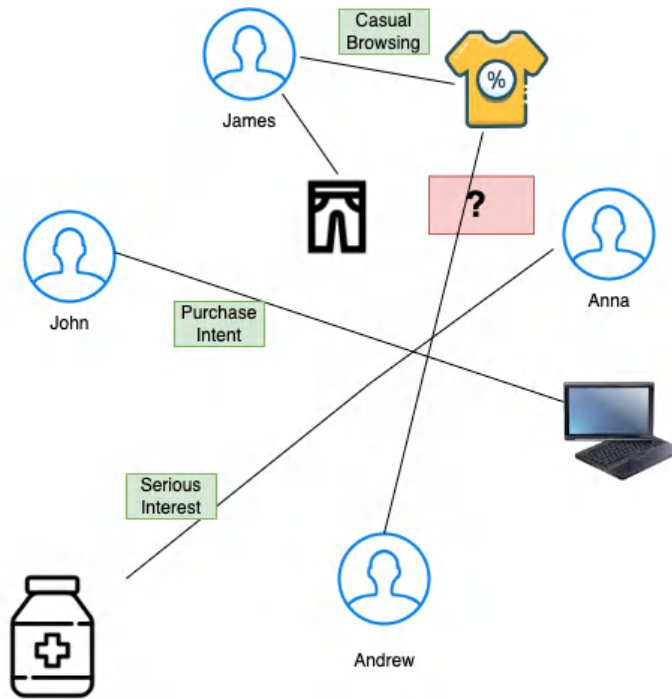 Casual
Browsing
%
James
?
Anna
John
Purchase
Intent
Serious
Interest
Andrew